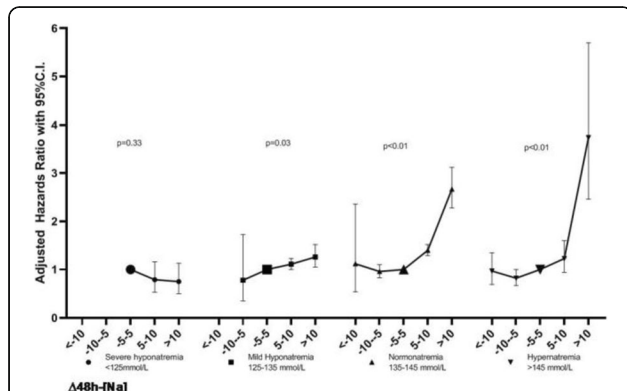 6
5
4
3
2
1
0
Adjusted Hazards Ratio with 95%C.I.
p=0.33
p=0.03
p<0.01
p<0.01
<-10 -10--5 -5-5 5-10 >10 <-10 -10--5 -5-5 5-10 >10 <-10 -10--5 -5-5 5-10 >10 <-10 -10--5 -5-5 5-10 >10
Severe hyponatremia
<125mmol/L
Mild Hyponatremia
125-135 mmol/L
Normonatremia
135-145 mmol/L
Hypernatremia
>145 mmol/L
Δ48h-[Na]